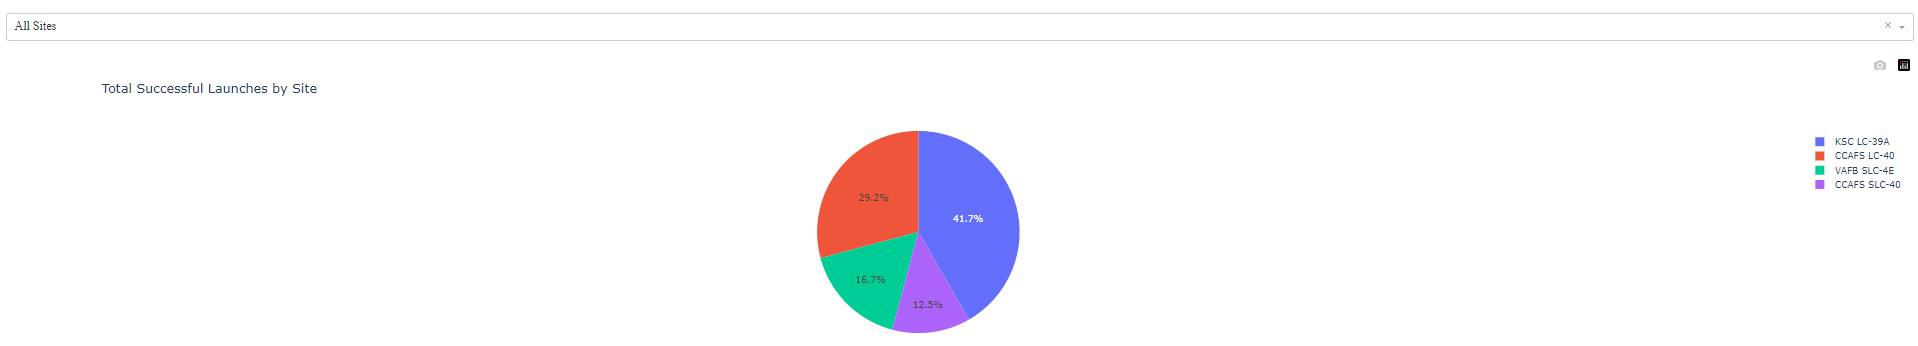 All Sites
Total Successful Launches by Site
KSC LC-39A
CCAFS LC-40
VAFB SLC-4E
CCAFS SLC-40
29.2%
41.7%
16.7%
12.5%